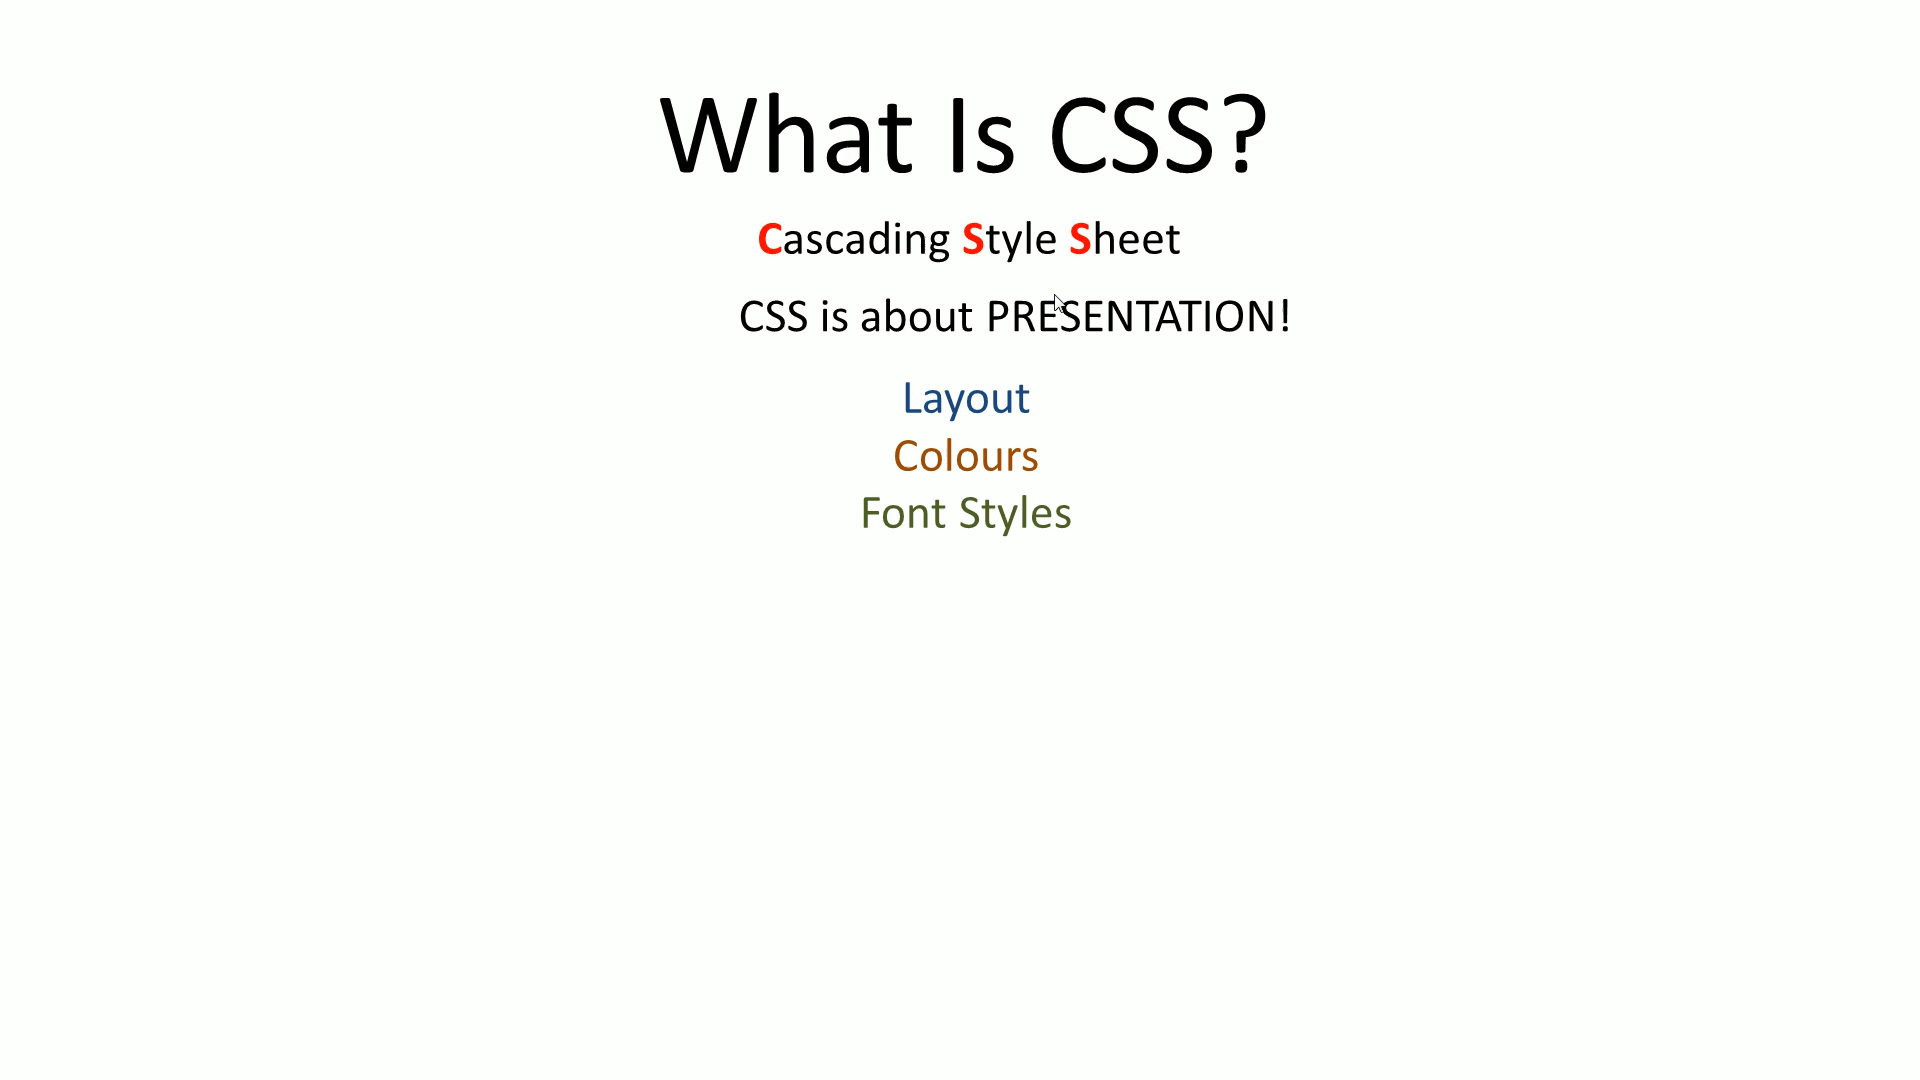 What Is CSS?
Cascading Style Sheet
CSS is about PRESENTATION!
Layout
Colours
Font Styles